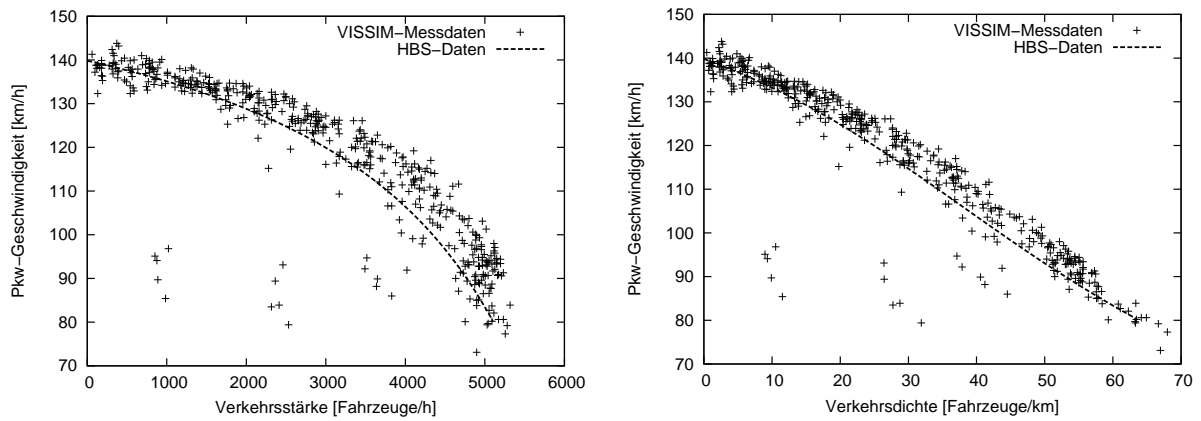 150
140
130
120
110
100
90
80
70
0 1000 2000 3000 4000 5000 6000
Pkw−Geschwindigkeit [km/h]
Verkehrsstärke [Fahrzeuge/h]
VISSIM−Messdaten
HBS−Daten
150
140
130
120
110
100
90
80
70
0 10 20 30 40 50 60 70
Pkw−Geschwindigkeit [km/h]
Verkehrsdichte [Fahrzeuge/km]
VISSIM−Messdaten
HBS−Daten